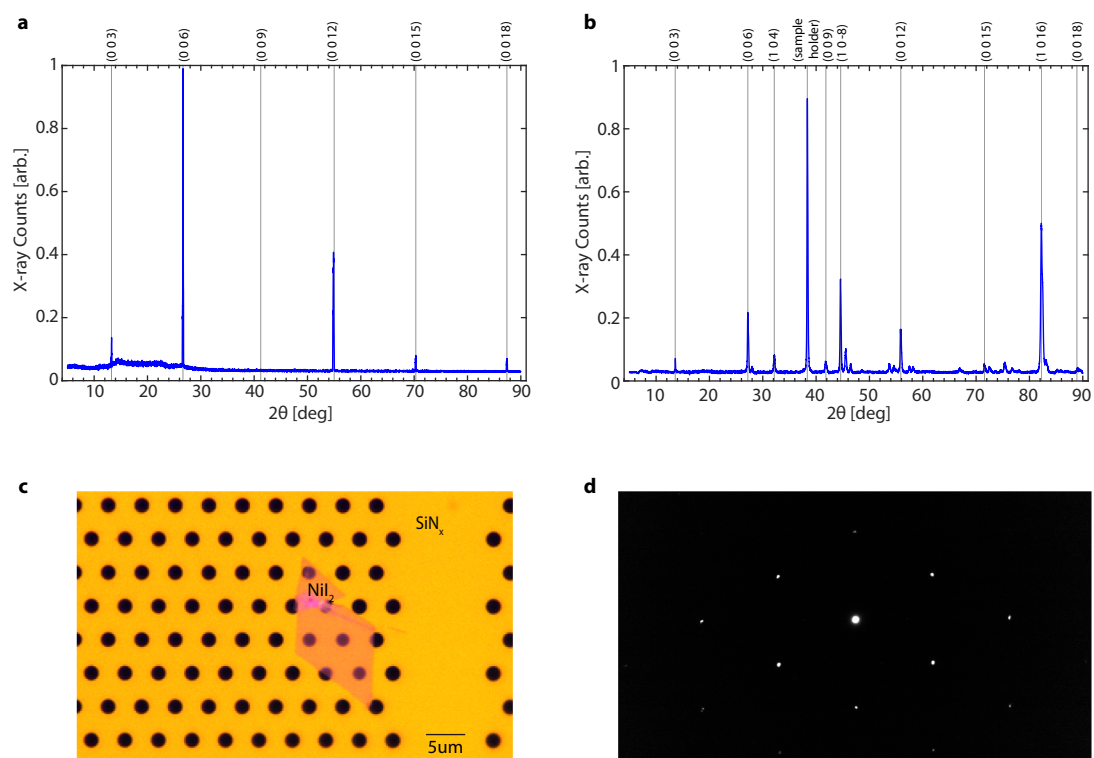 a
(0 0 3)
(0 0 6)
(0 0 9)
(0 0 12)
(0 0 15)
(0 0 18)
1
0.8
0.6
0.4
0.2
0
X-ray Counts [arb.]
10 20 30 40 50 60 70 80 90
2θ [deg]
b
(0 0 3)
(0 0 6)
(1 0 4)
(sample
holder)
(0 0 9)
(1 0 -8)
(0 0 12)
(0 0 15)
(1 0 16)
(0 0 18)
1
0.8
0.6
0.4
0.2
0
X-ray Counts [arb.]
10 20 30 40 50 60 70 80 90
2θ [deg]
c
SiNx
NiI2
5um
d